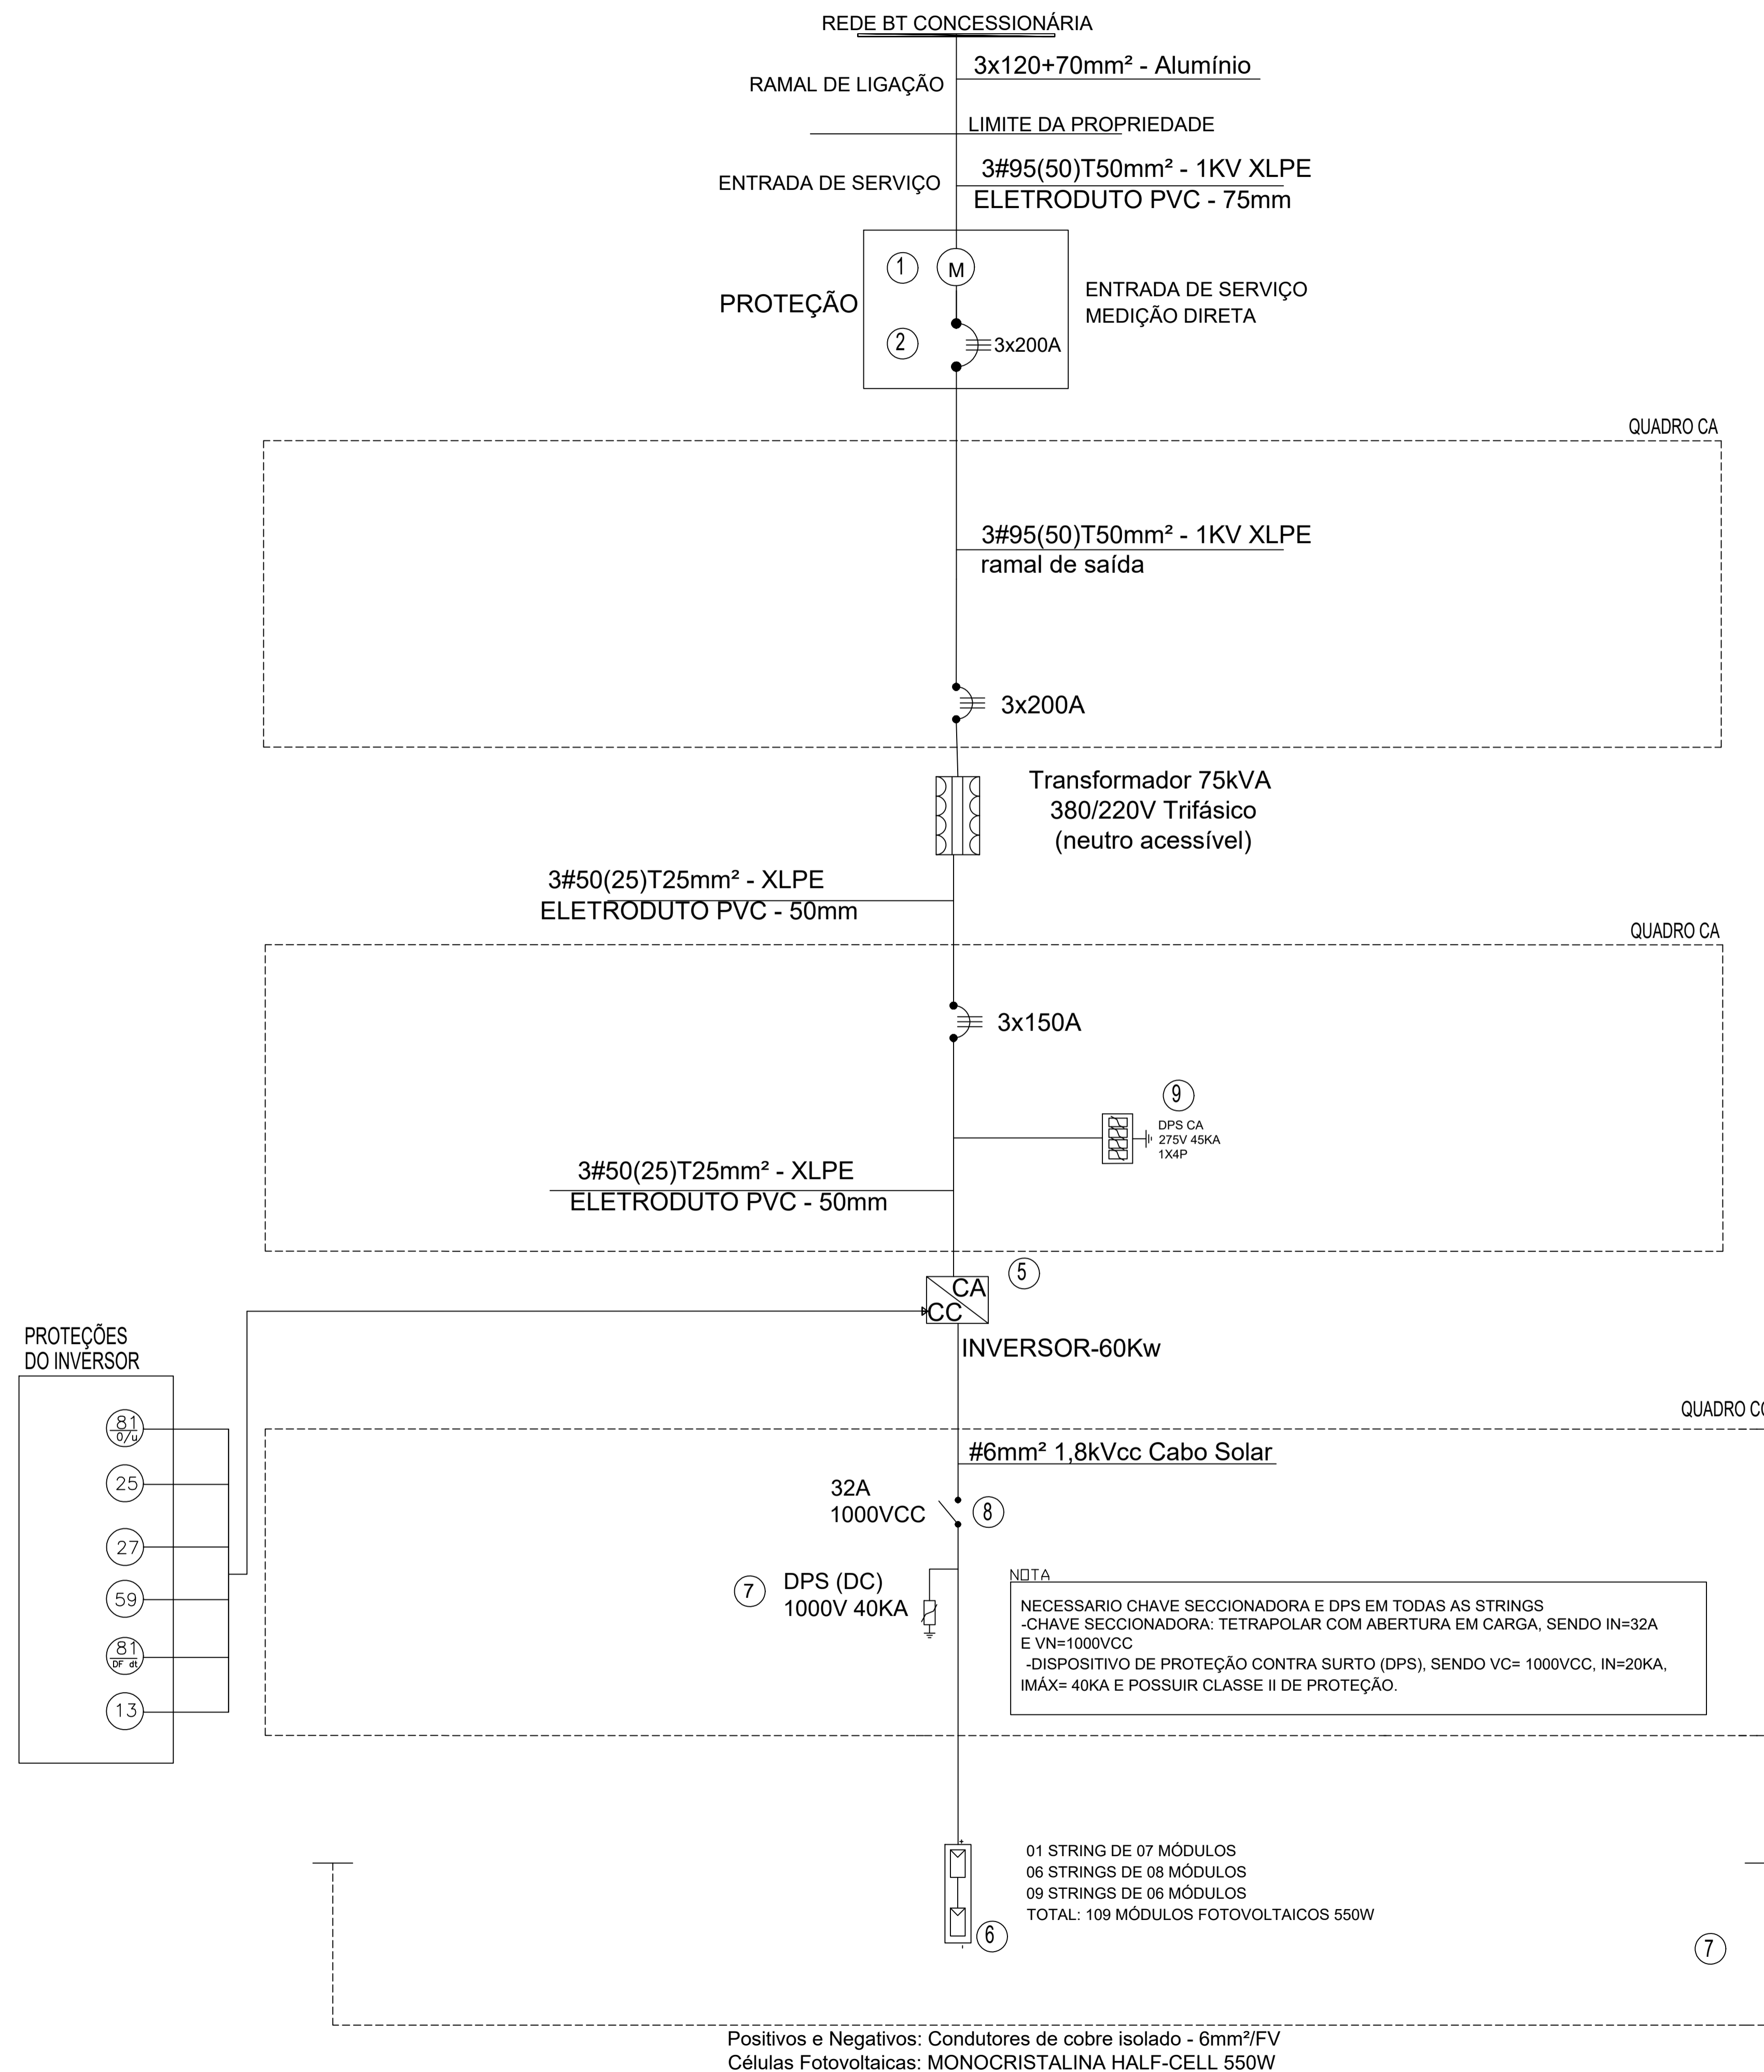 REDE BT CONCESSIONÁRIA
3x120+70mm² - Alumínio
RAMAL DE LIGAÇÃO
LIMITE DA PROPRIEDADE
3#95(50)T50mm² - 1KV XLPE
ENTRADA DE SERVIÇO
ELETRODUTO PVC - 75mm
1
M
PROTEÇÃO
ENTRADA DE SERVIÇO
MEDIÇÃO DIRETA
2
3x200A
QUADRO CA
3#95(50)T50mm² - 1KV XLPE
ramal de saída
3x200A
Transformador 75kVA
380/220V Trifásico
(neutro acessível)
3#50(25)T25mm² - XLPE
ELETRODUTO PVC - 50mm
QUADRO CA
3x150A
9
DPS CA
275V 45KA
1X4P
3#50(25)T25mm² - XLPE
ELETRODUTO PVC - 50mm
5
CA
CC
INVERSOR-60Kw
PROTEÇÕES
DO INVERSOR
81
O/u
25
27
59
81
DF dt
13
QUADRO CC
#6mm² 1,8kVcc Cabo Solar
32A
1000VCC
8
7
DPS (DC)
1000V 40KA
NOTA
NECESSARIO CHAVE SECCIONADORA E DPS EM TODAS AS STRINGS
-CHAVE SECCIONADORA: TETRAPOLAR COM ABERTURA EM CARGA, SENDO IN=32A
E VN=1000VCC
-DISPOSITIVO DE PROTEÇÃO CONTRA SURTO (DPS), SENDO VC= 1000VCC, IN=20KA,
IMÁX= 40KA E POSSUIR CLASSE II DE PROTEÇÃO.
+
01 STRING DE 07 MÓDULOS
06 STRINGS DE 08 MÓDULOS
09 STRINGS DE 06 MÓDULOS
TOTAL: 109 MÓDULOS FOTOVOLTAICOS 550W
6
-
7
Positivos e Negativos: Condutores de cobre isolado - 6mm²/FV
Células Fotovoltaicas: MONOCRISTALINA HALF-CELL 550W